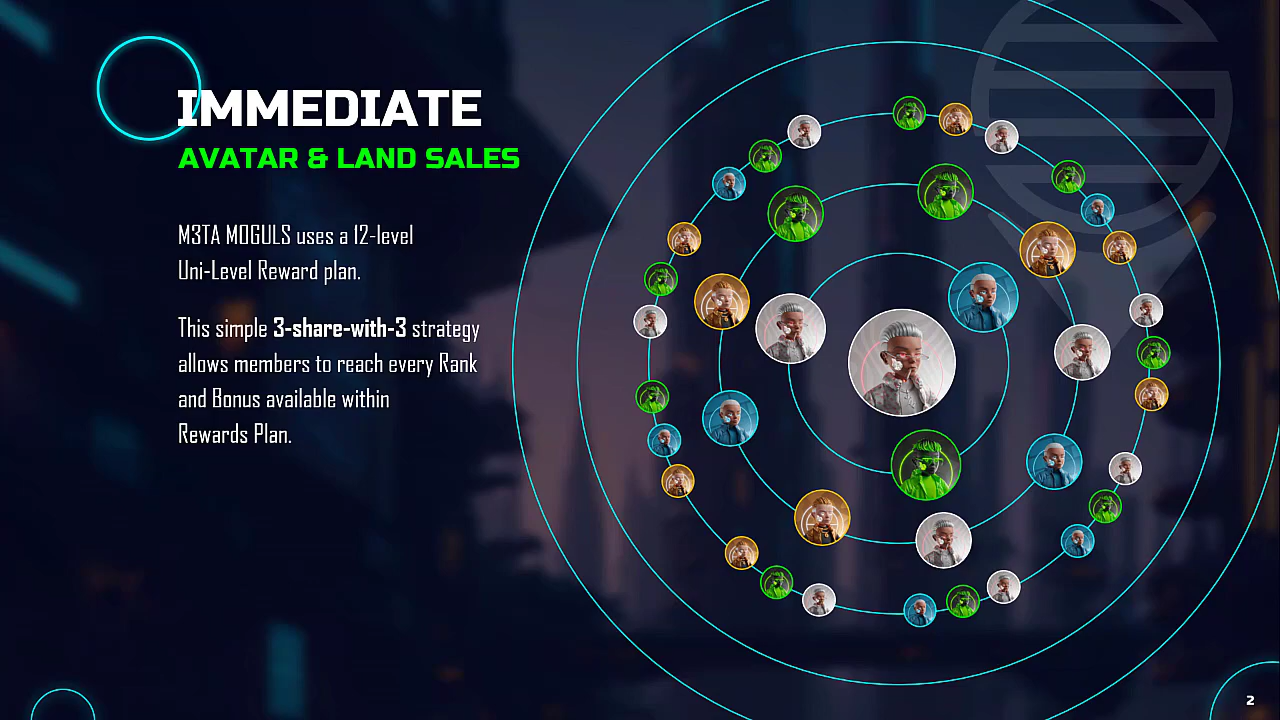 IMMEDIATE
AVATAR & LAND SALES
M3TA MOGULS uses a 12-level
Uni-Level Reward plan.
This simple 3-share-with-3 strategy
allows members to reach every Rank
and Bonus available within
Rewards Plan.
2